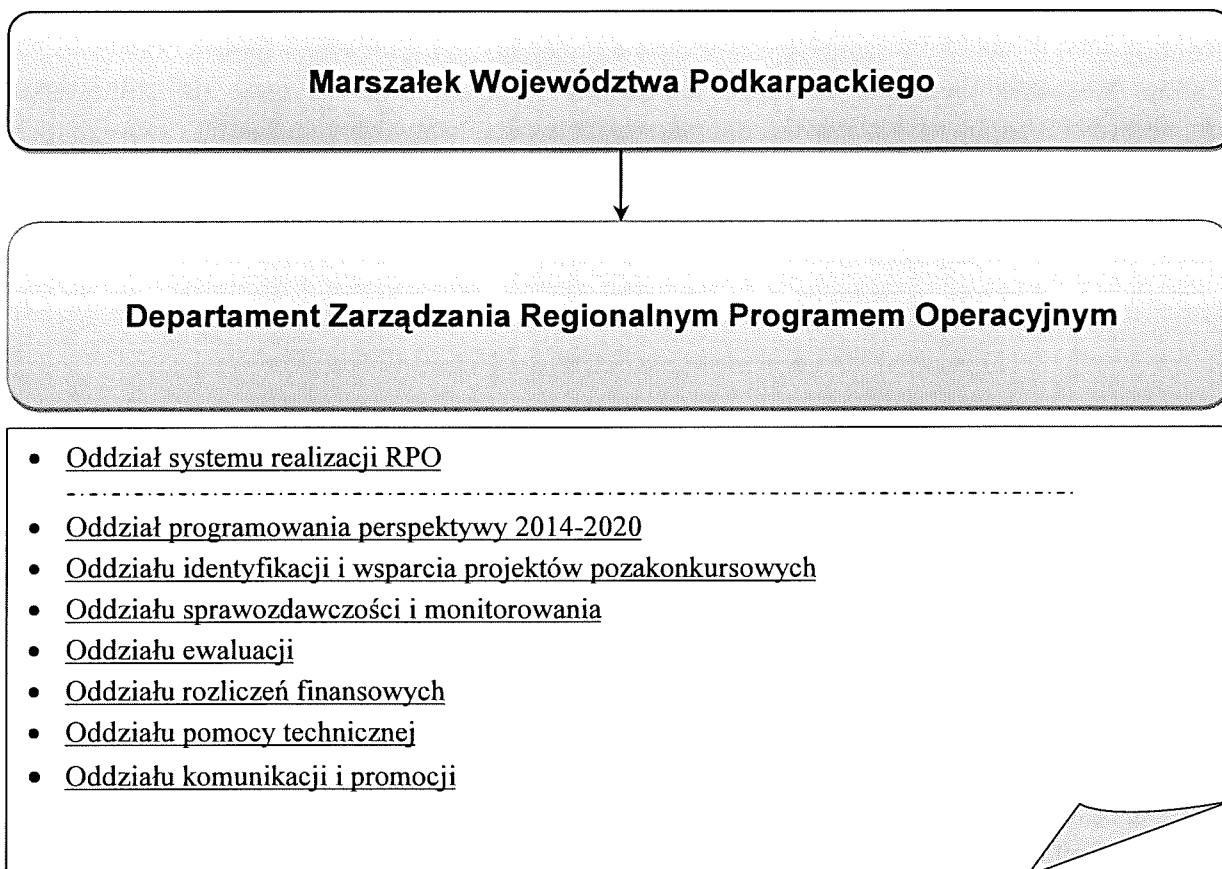 Marszałek Województwa Podkarpackiego
Departament Zarządzania Regionalnym Programem Operacyjnym
• Oddział systemu realizacji RPO
• Oddział programowania perspektywy 2014-2020
• Oddziału identyfikacji i wsparcia projektów pozakonkursowych
• Oddziału sprawozdawczości i monitorowania
• Oddziału ewaluacji
• Oddziału rozliczeń finansowych
• Oddziału pomocy technicznej
• Oddziału komunikacji i promocji